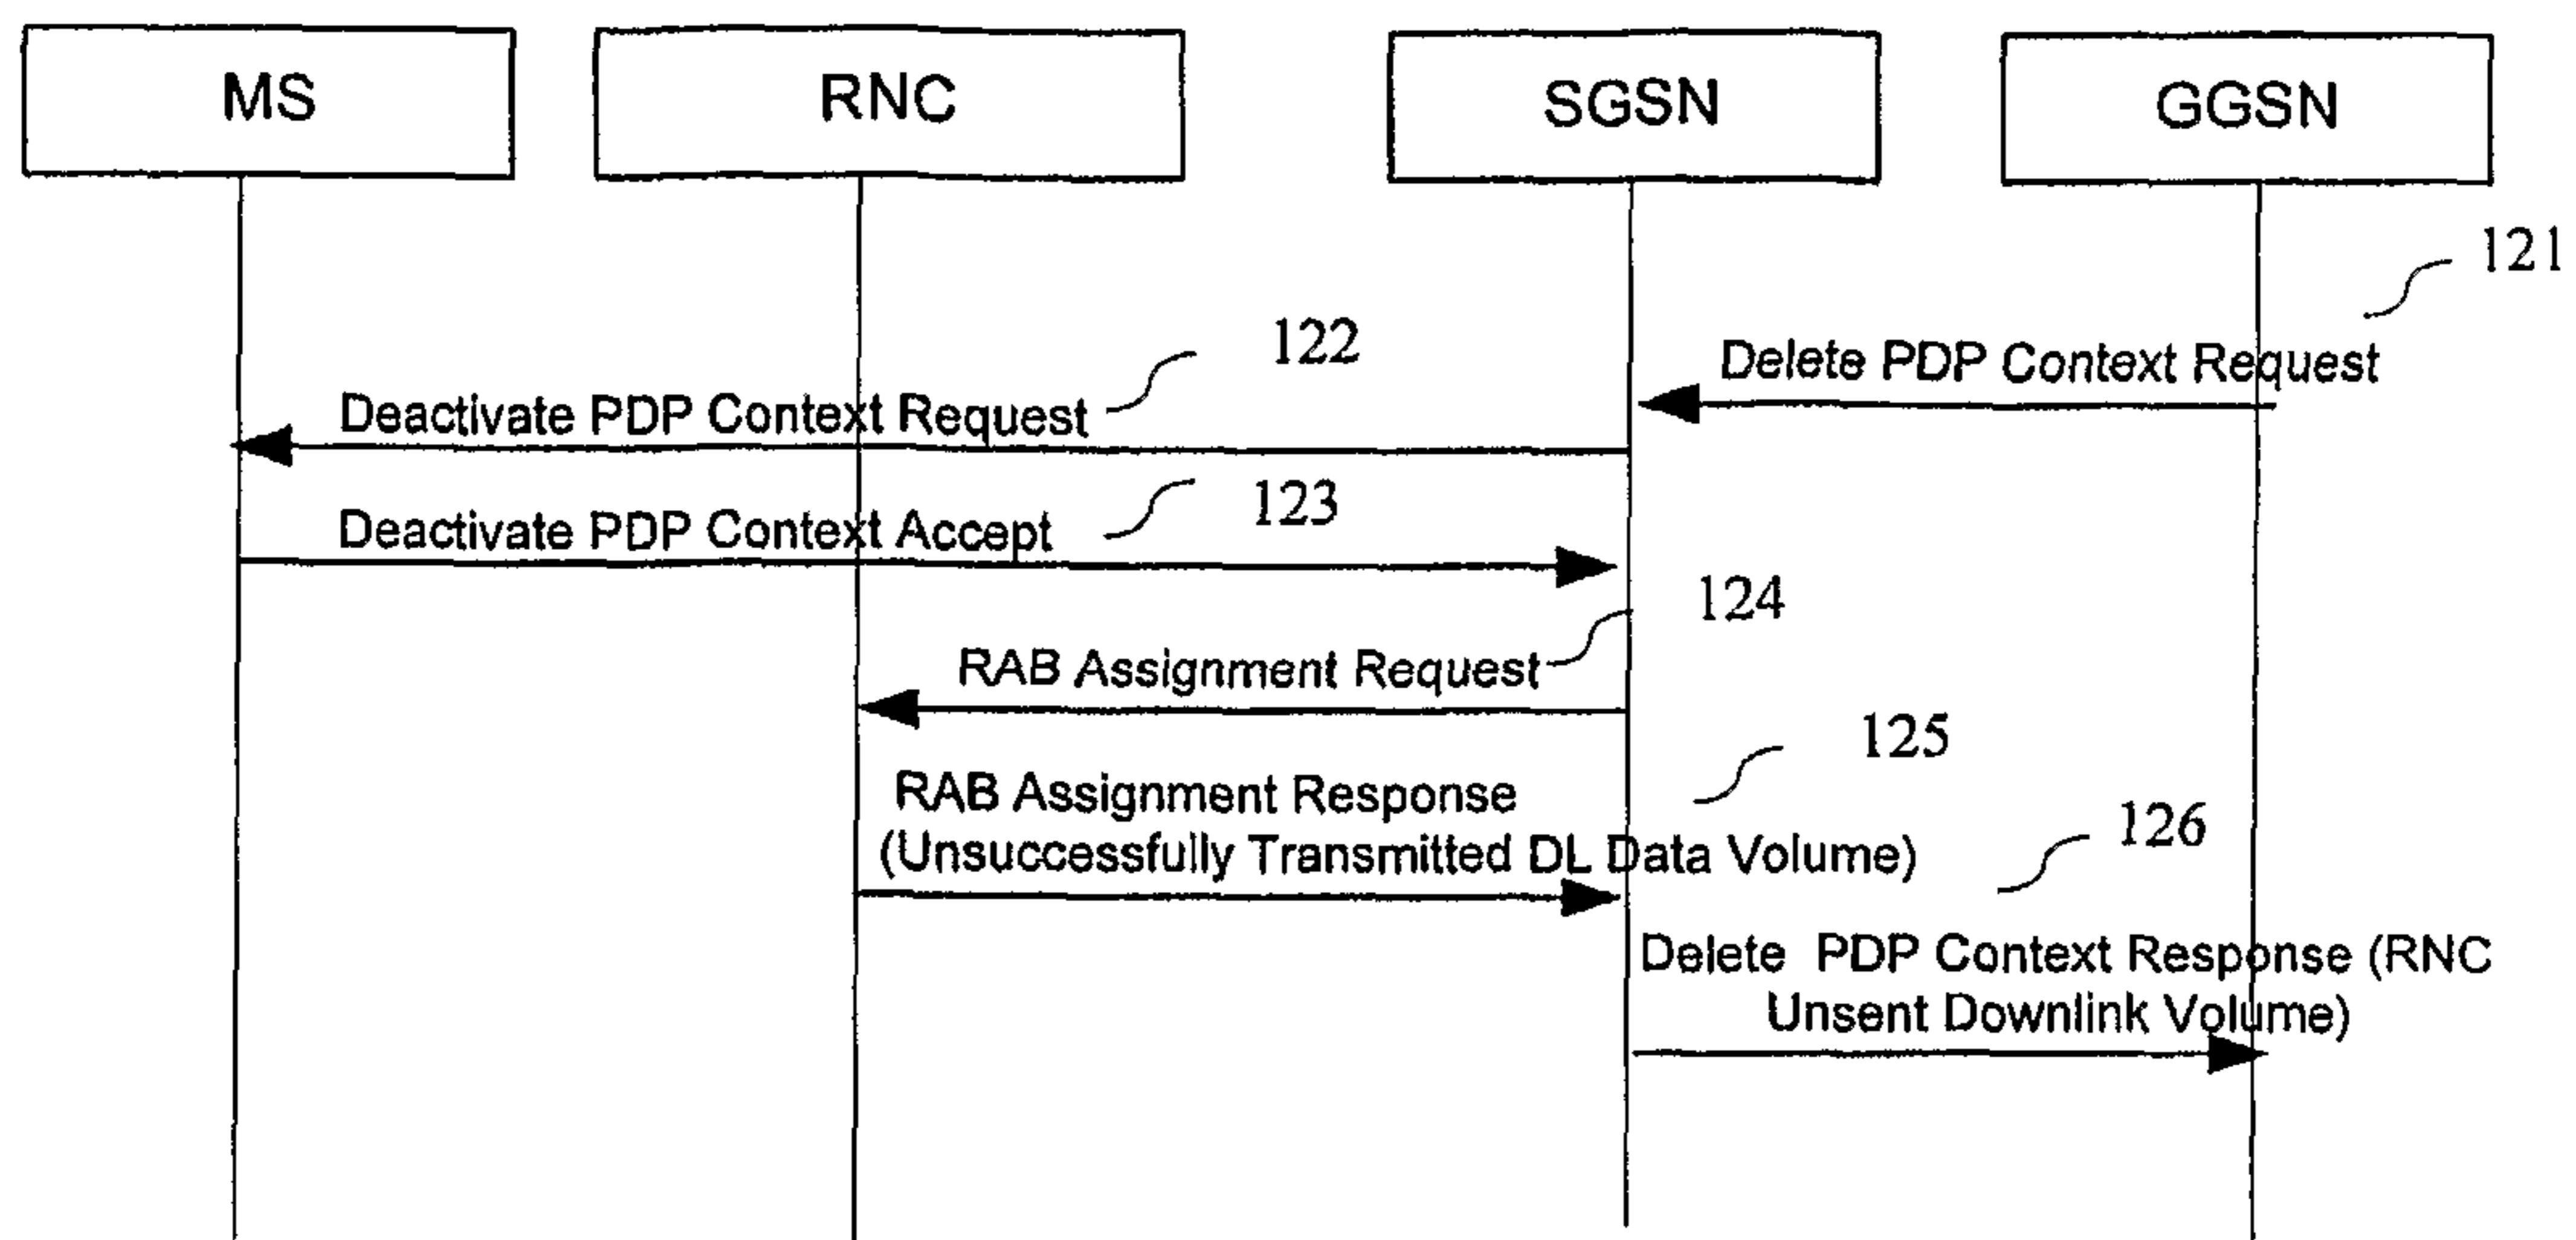 MS
RNC
SGSN
GGSN
121
Delete PDP Context Request
122
Deactivate PDP Context Request
123
Deactivate PDP Context Accept
124
RAB Assignment Request
125
RAB Assignment Response
(Unsuccessfully Transmitted DL Data Volume)
126
Delete PDP Context Response (RNC
Unsent Downlink Volume)